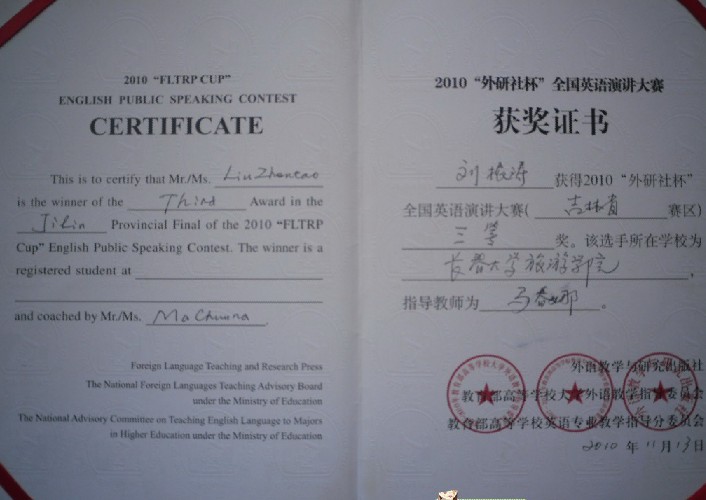 2010 “FLTRP CUP”
ENGLISH PUBLIC SPEAKING CONTEST
CERTIFICATE
This is to certify that Mr./Ms. Liu Zhentao
is the winner of the Third Award in the
JiLin Provincial Final of the 2010 “FLTRP
Cup” English Public Speaking Contest. The winner is a
registered student at
and coached by Mr./Ms. Ma Chunna.
Foreign Language Teaching and Research Press
The National Foreign Languages Teaching Advisory Board
under the Ministry of Education
The National Advisory Committee on Teaching English Language to Majors
in Higher Education under the Ministry of Education
2010 “外研社杯” 全国英语演讲大赛
获奖证书
刘振涛 获得2010 “外研社杯”
全国英语演讲大赛( 吉林省 赛区)
三等 奖。该选手所在学校为
长春大学旅游学院,
指导教师为 马春娜。
外语教学与研究出版社
教育部高等学校大学外语教学指导委员会
教育部高等学校英语专业教学指导分委员会
2010年11月13日